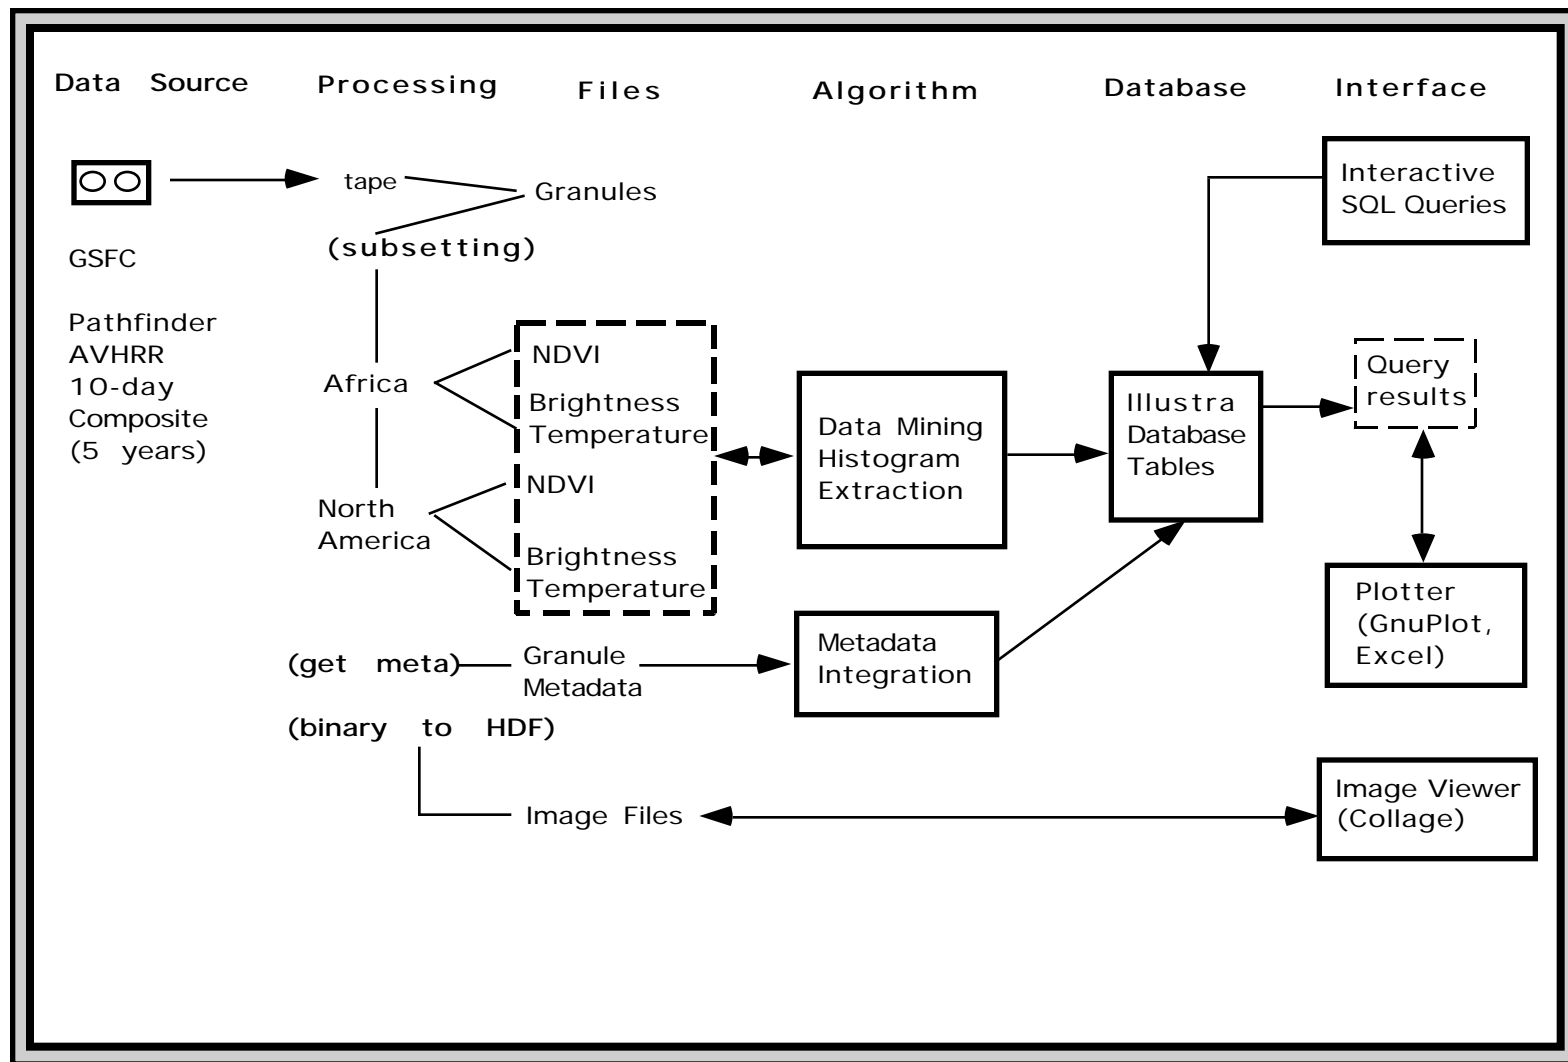 Data Source
Processing
Files
Algorithm
Database
Interface
GSFC
Pathfinder
AVHRR
10-day
Composite
(5 years)
tape
Granules
(subsetting)
Africa
NDVI
Brightness
Temperature
North
America
NDVI
Brightness
Temperature
(get meta)
Granule
Metadata
(binary to HDF)
Image Files
Data Mining
Histogram
Extraction
Metadata
Integration
Illustra
Database
Tables
Interactive
SQL Queries
Query
results
Plotter
(GnuPlot,
Excel)
Image Viewer
(Collage)